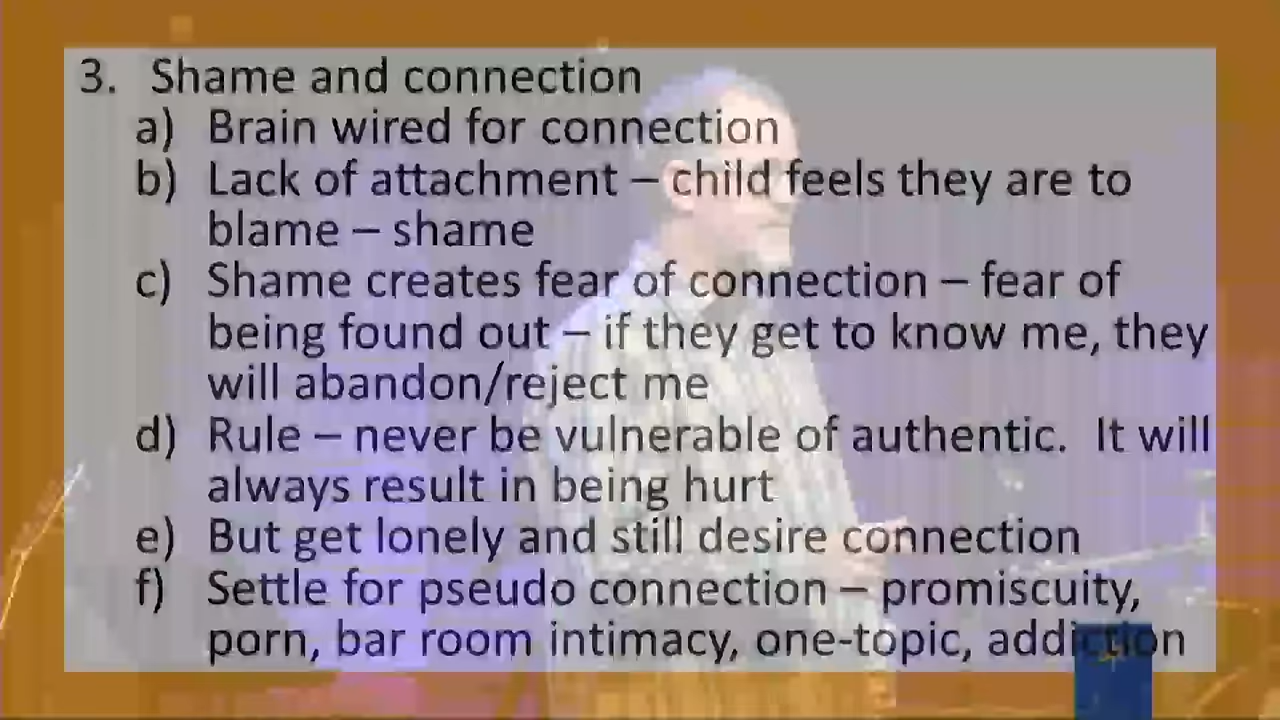 3. Shame and connection
a) Brain wired for connection
b) Lack of attachment – child feels they are to
blame – shame
c) Shame creates fear of connection – fear of
being found out – if they get to know me, they
will abandon/reject me
d) Rule – never be vulnerable of authentic. It will
always result in being hurt
e) But get lonely and still desire connection
f) Settle for pseudo connection – promiscuity,
porn, bar room intimacy, one-topic, addiction